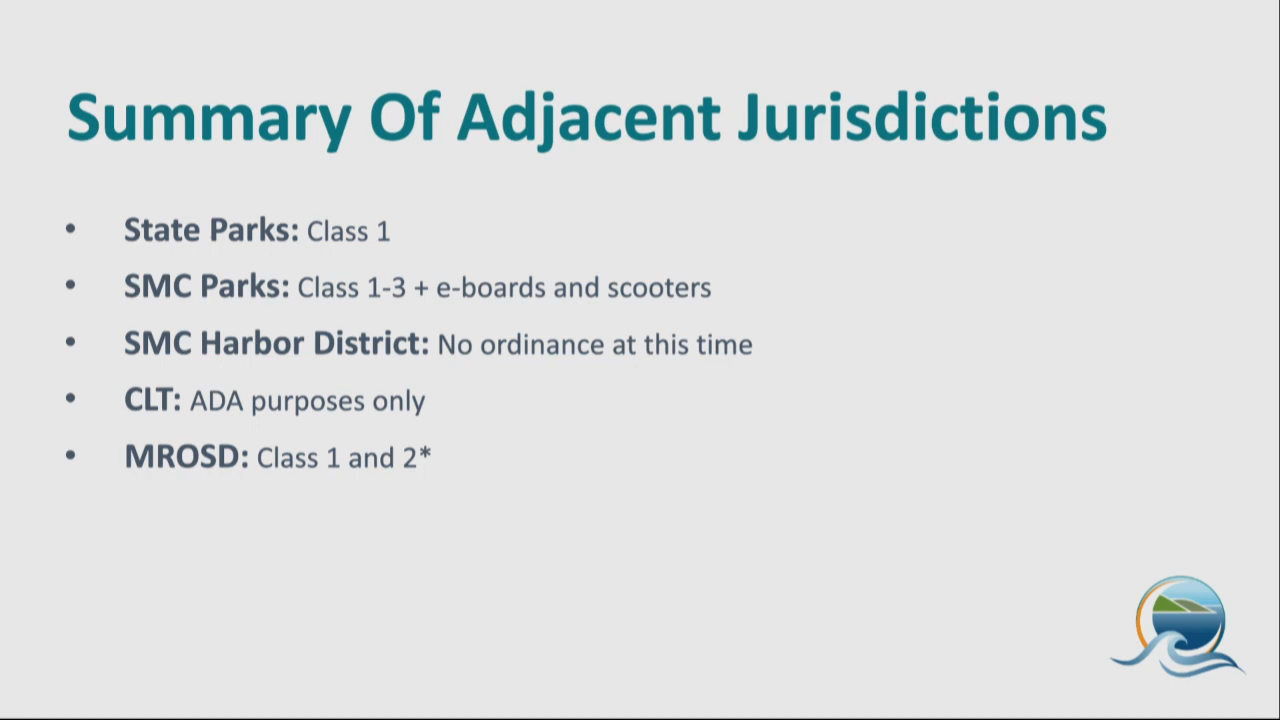 Summary Of Adjacent Jurisdictions
• State Parks: Class 1
• SMC Parks: Class 1-3 + e-boards and scooters
• SMC Harbor District: No ordinance at this time
• CLT: ADA purposes only
• MROSD: Class 1 and 2*